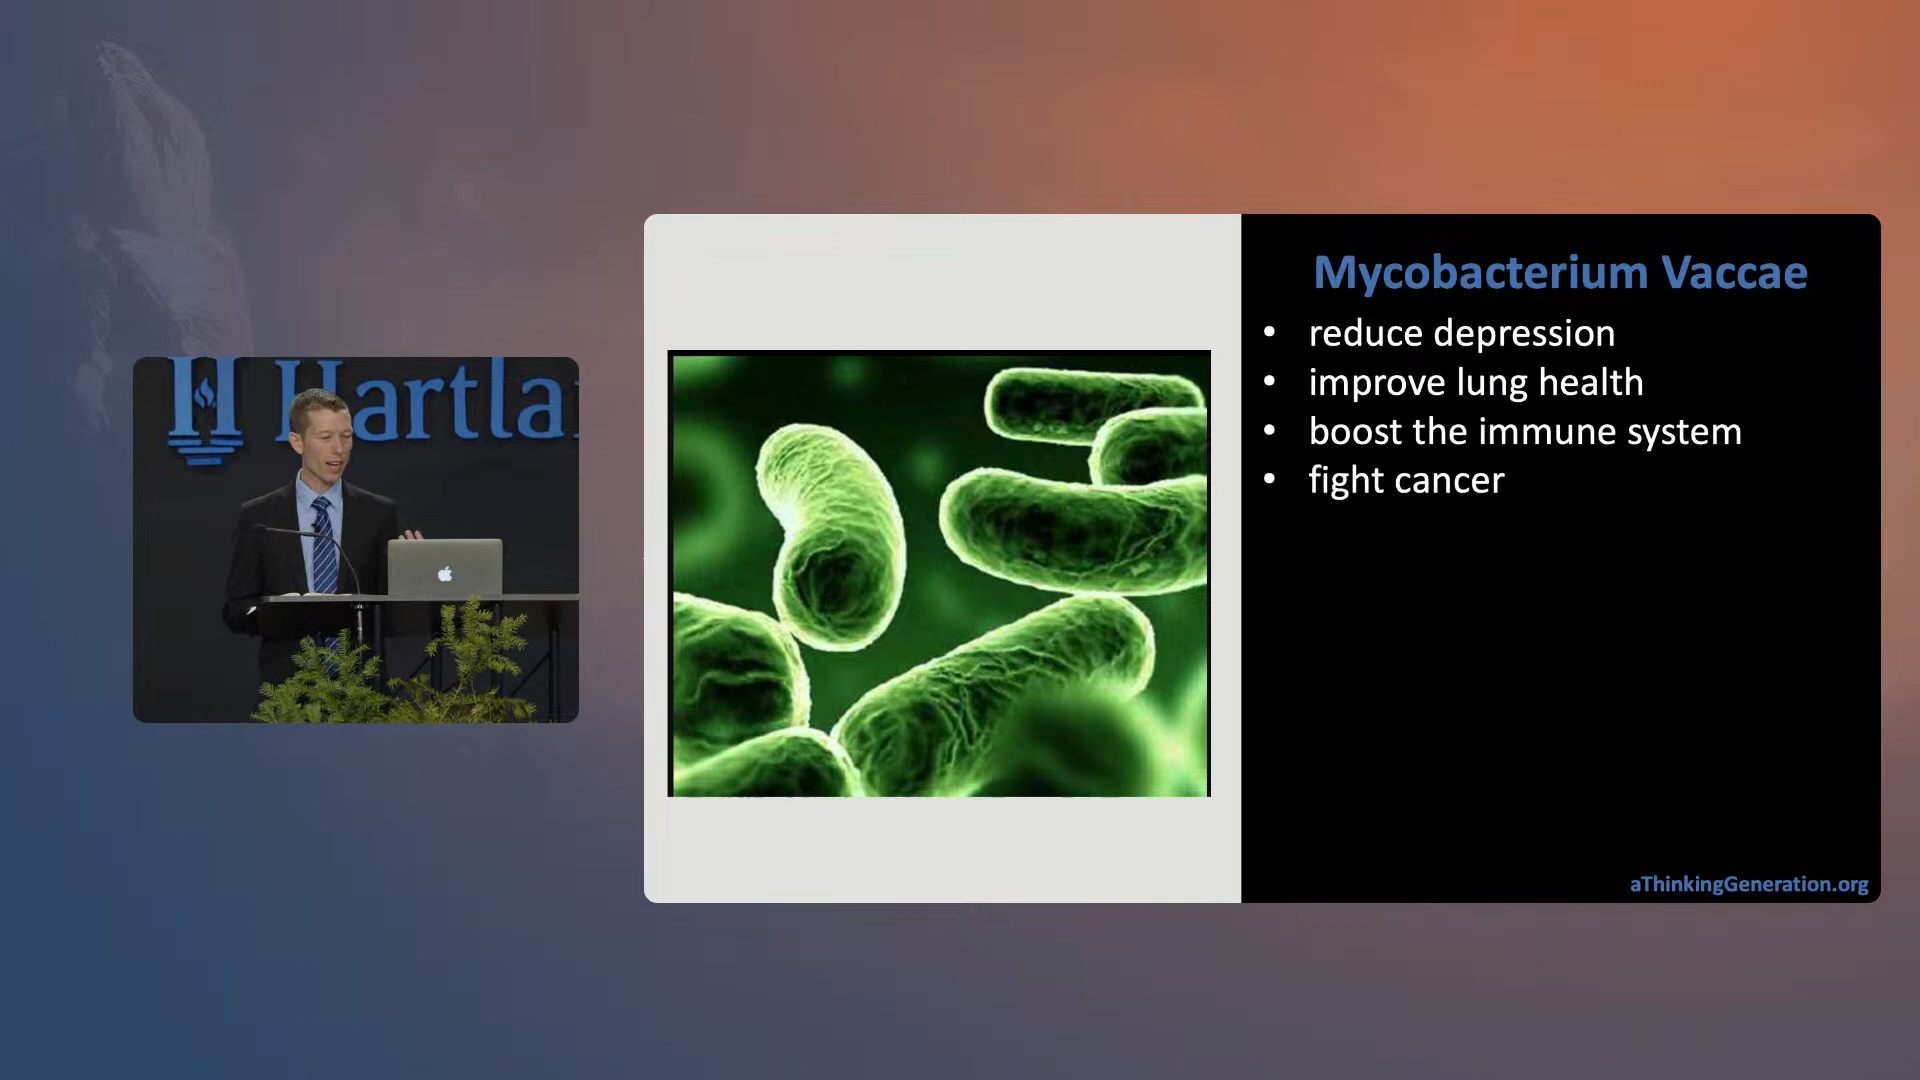 Hartla
Mycobacterium Vaccae
• reduce depression
• improve lung health
• boost the immune system
• fight cancer
aThinkingGeneration.org